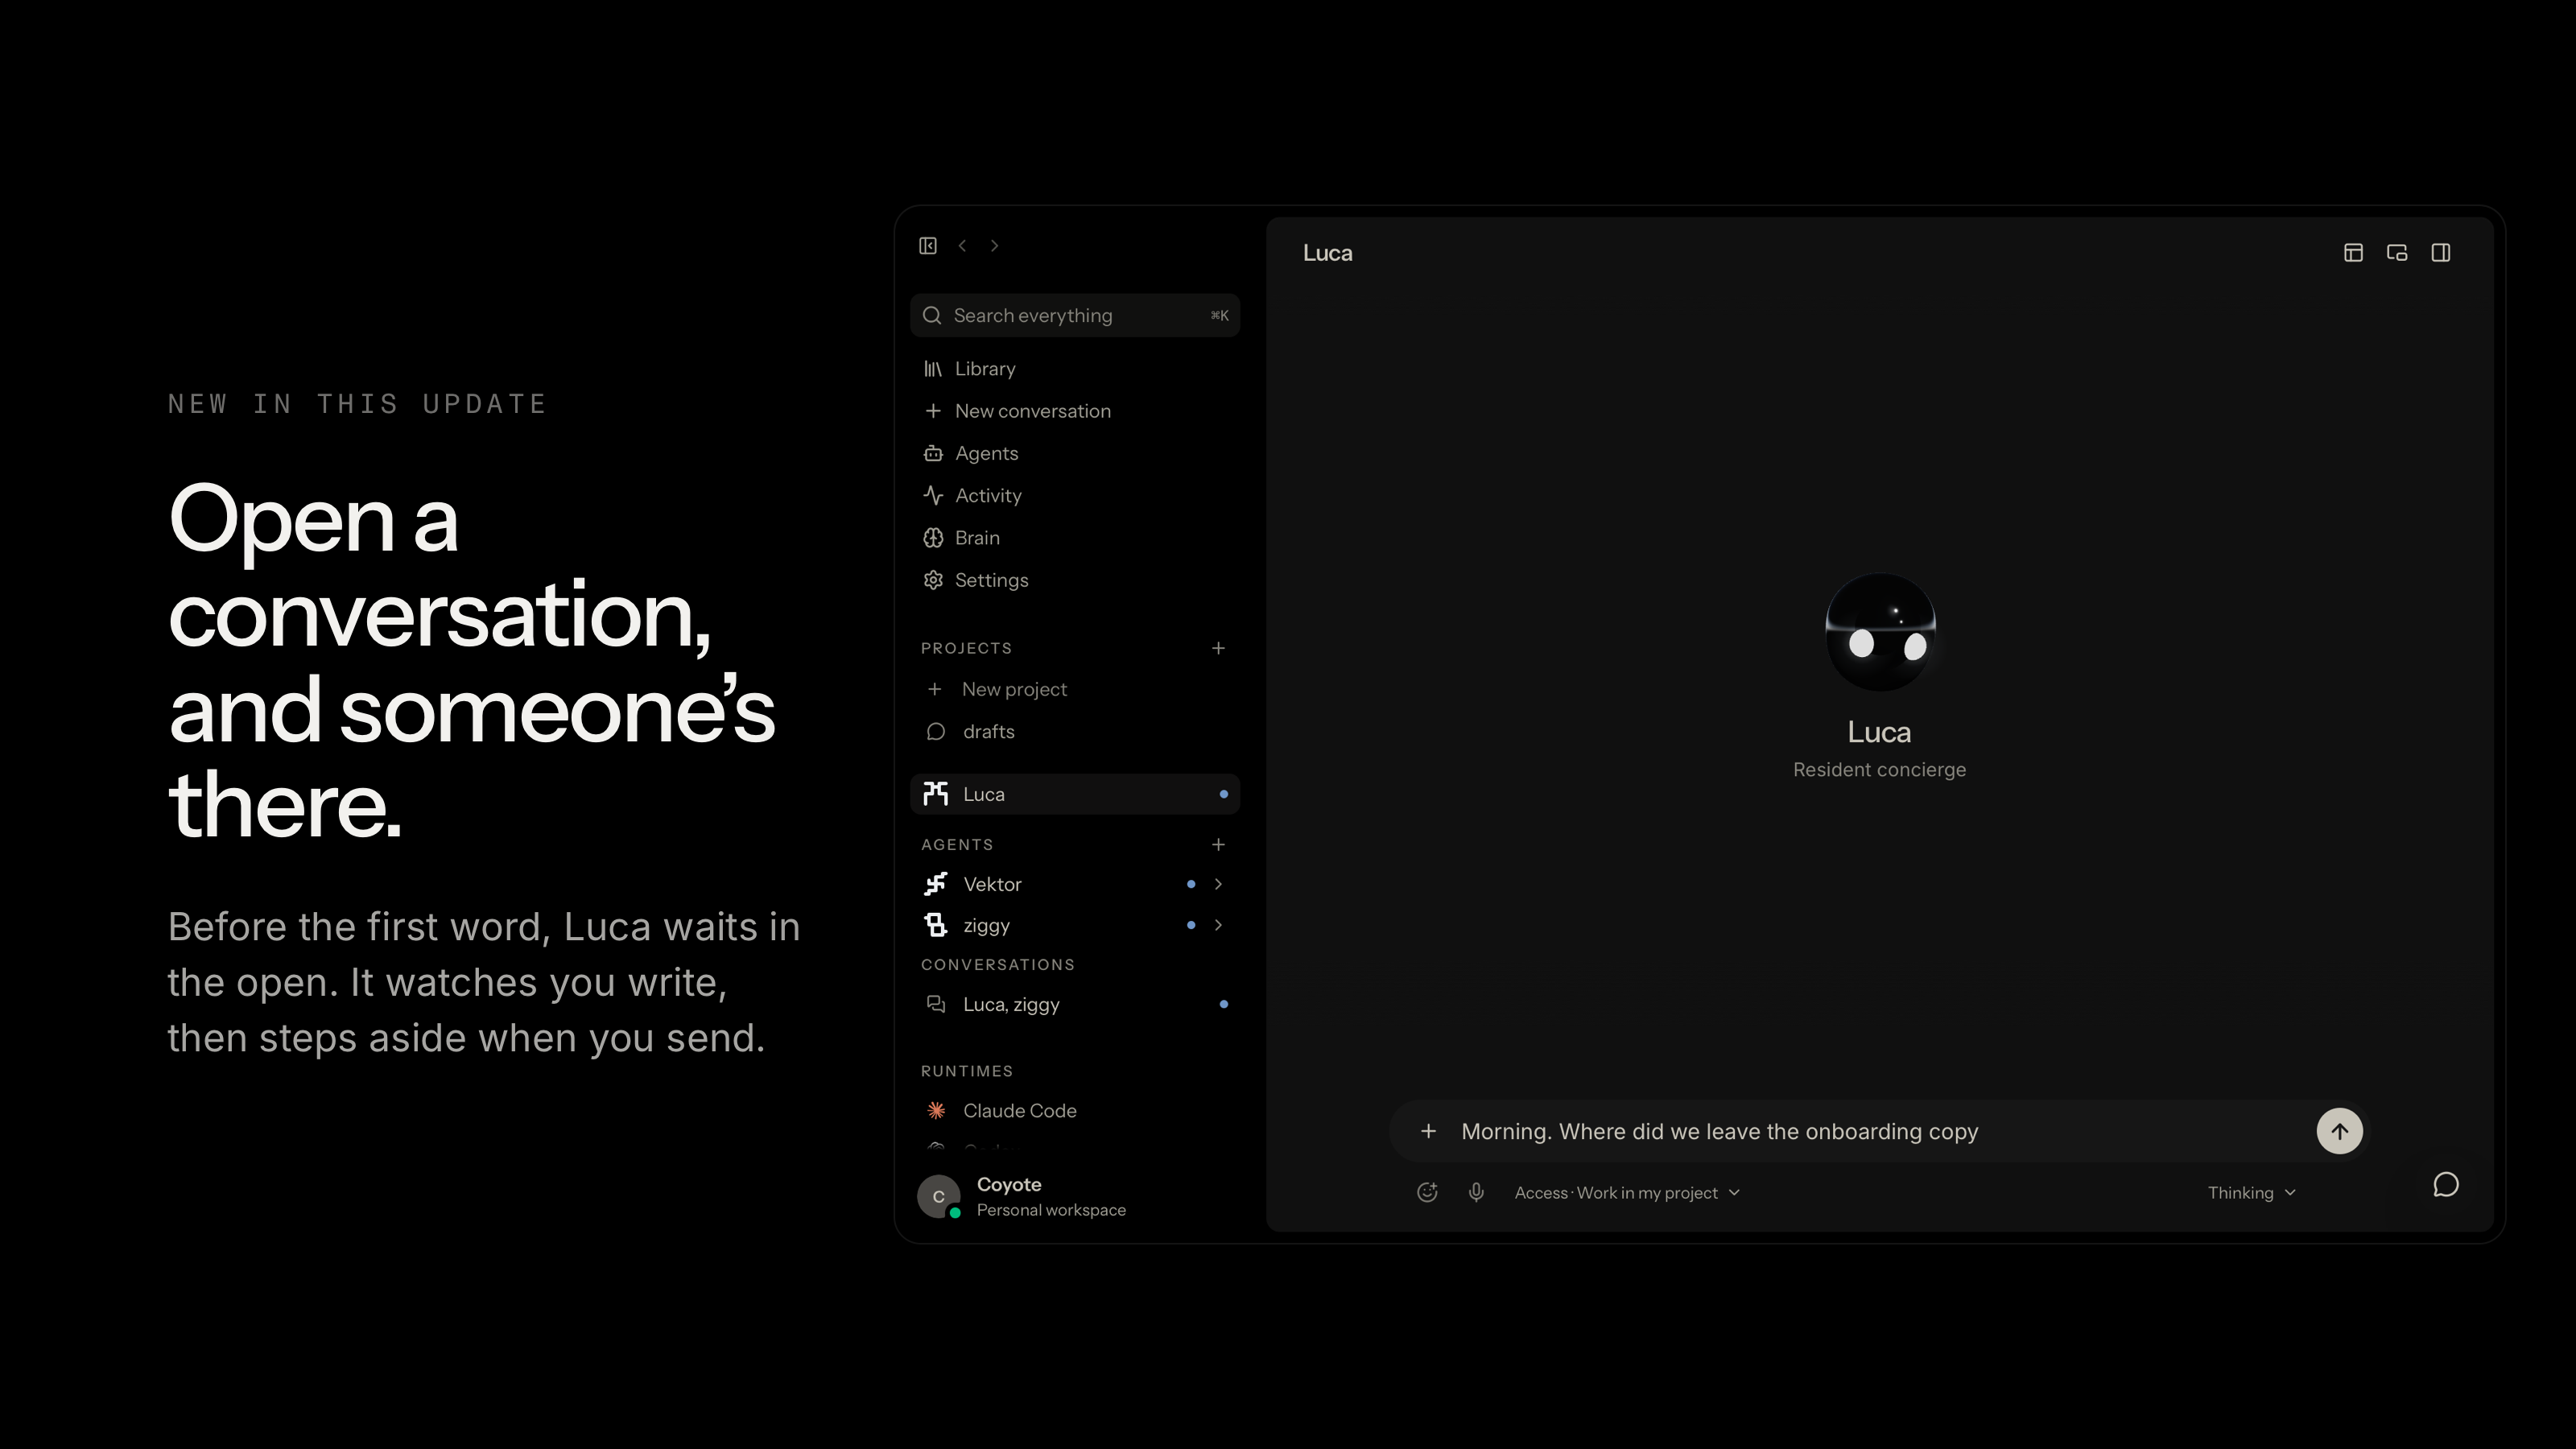 NEW IN THIS UPDATE
Open a
conversation,
and someone’s
there.
Before the first word, Luca waits in
the open. It watches you write,
then steps aside when you send.
Search everything ⌘K
Library
New conversation
Agents
Activity
Brain
Settings
PROJECTS
New project
drafts
Luca
AGENTS
Vektor
ziggy
CONVERSATIONS
Luca, ziggy
RUNTIMES
Claude Code
C
Coyote
Personal workspace
Luca
Luca
Resident concierge
Morning. Where did we leave the onboarding copy
Access · Work in my project
Thinking